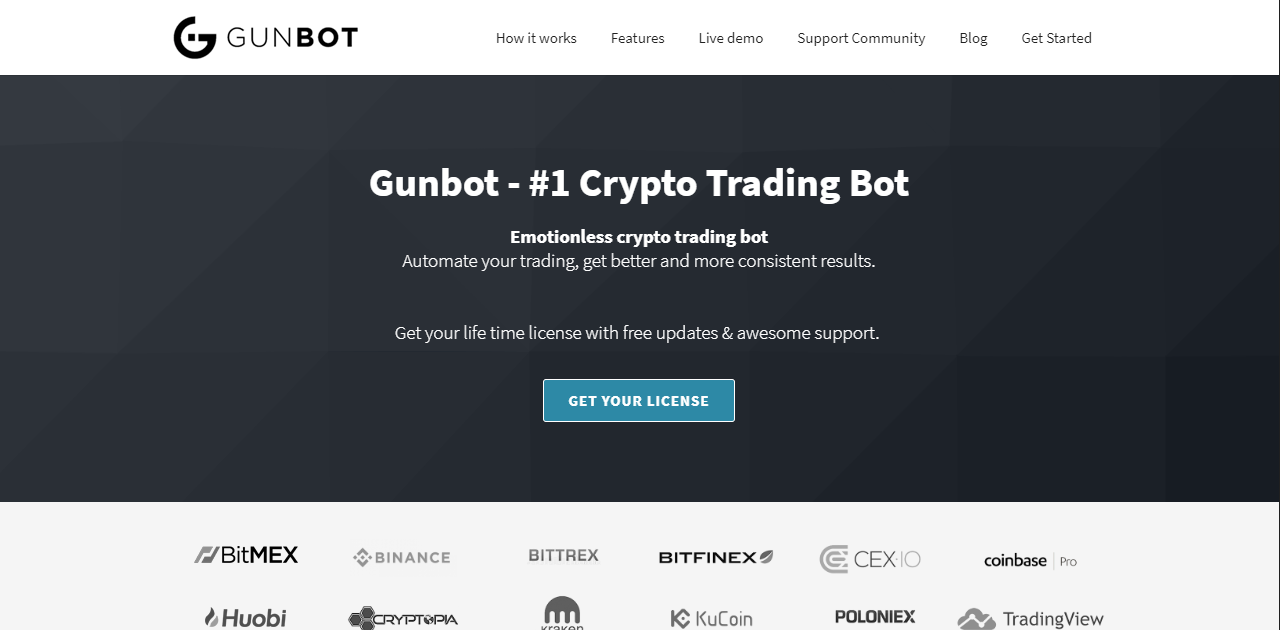 GUNBOT
How it works Features Live demo Support Community Blog Get Started
Gunbot - #1 Crypto Trading Bot
Emotionless crypto trading bot
Automate your trading, get better and more consistent results.
Get your life time license with free updates & awesome support.
GET YOUR LICENSE
BitMEX BINANCE BITTREX BITFINEX CEX.IO coinbase | Pro
Huobi CRYPTOPIA kraken KuCoin POLONIEX TradingView